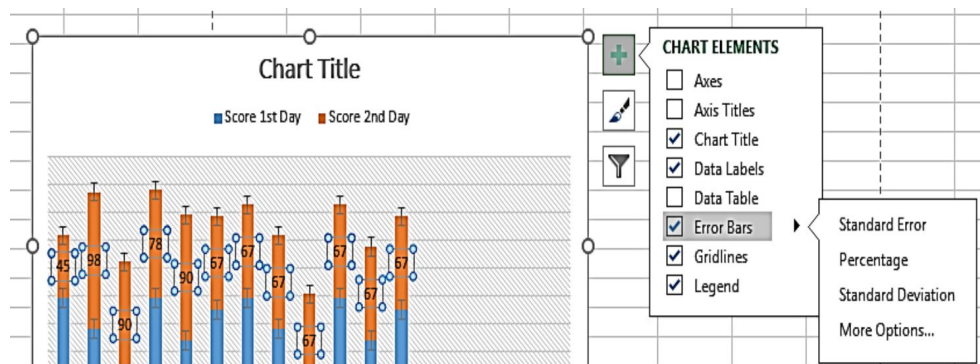 Chart Title
Score 1st Day Score 2nd Day
45
98
90
78
90
67
67
67
67
67
67
67
CHART ELEMENTS
Axes
Axis Titles
Chart Title
Data Labels
Data Table
Error Bars
Gridlines
Legend
Standard Error
Percentage
Standard Deviation
More Options...